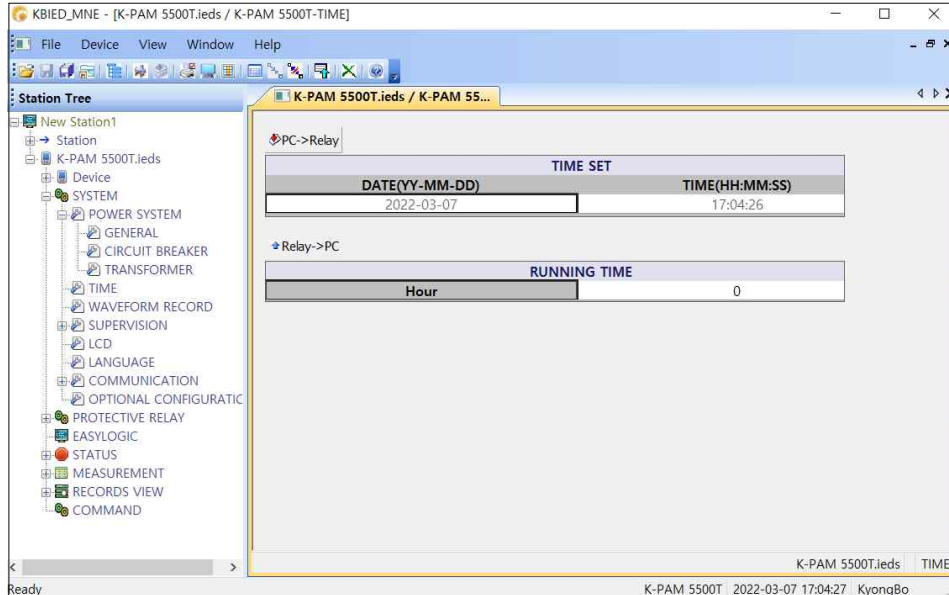 KBIED_MNE - [K-PAM 5500T.ieds / K-PAM 5500T-TIME]
File Device View Window Help
Station Tree
New Station1
Station
K-PAM 5500T.ieds
Device
SYSTEM
POWER SYSTEM
GENERAL
CIRCUIT BREAKER
TRANSFORMER
TIME
WAVEFORM RECORD
SUPERVISION
LCD
LANGUAGE
COMMUNICATION
OPTIONAL CONFIGURATIC
PROTECTIVE RELAY
EASYLOGIC
STATUS
MEASUREMENT
RECORDS VIEW
COMMAND
K-PAM 5500T.ieds / K-PAM 55...
PC->Relay
TIME SET
DATE(YY-MM-DD) TIME(HH:MM:SS)
2022-03-07 17:04:26
Relay->PC
RUNNING TIME
Hour 0
K-PAM 5500T.ieds TIME
Ready K-PAM 5500T 2022-03-07 17:04:27 KyongBo